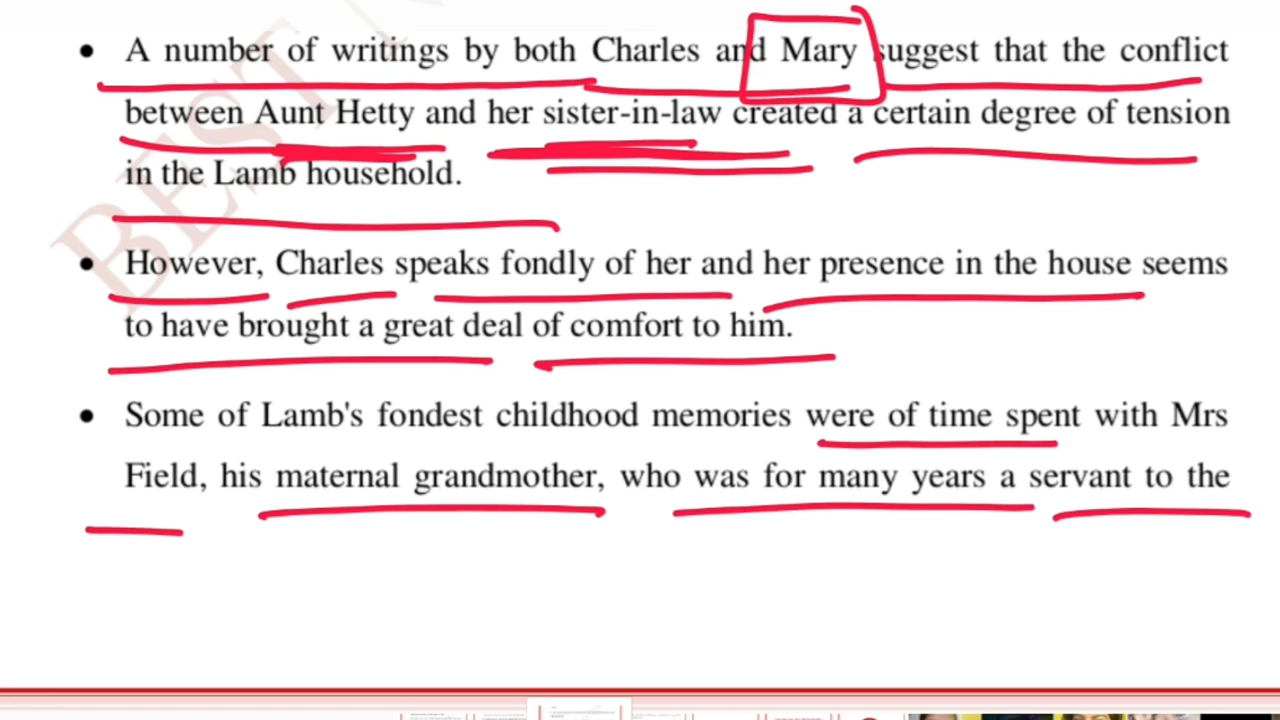 • A number of writings by both Charles and Mary suggest that the conflict
between Aunt Hetty and her sister-in-law created a certain degree of tension
in the Lamb household.
• However, Charles speaks fondly of her and her presence in the house seems
to have brought a great deal of comfort to him.
• Some of Lamb's fondest childhood memories were of time spent with Mrs
Field, his maternal grandmother, who was for many years a servant to the
BEST N